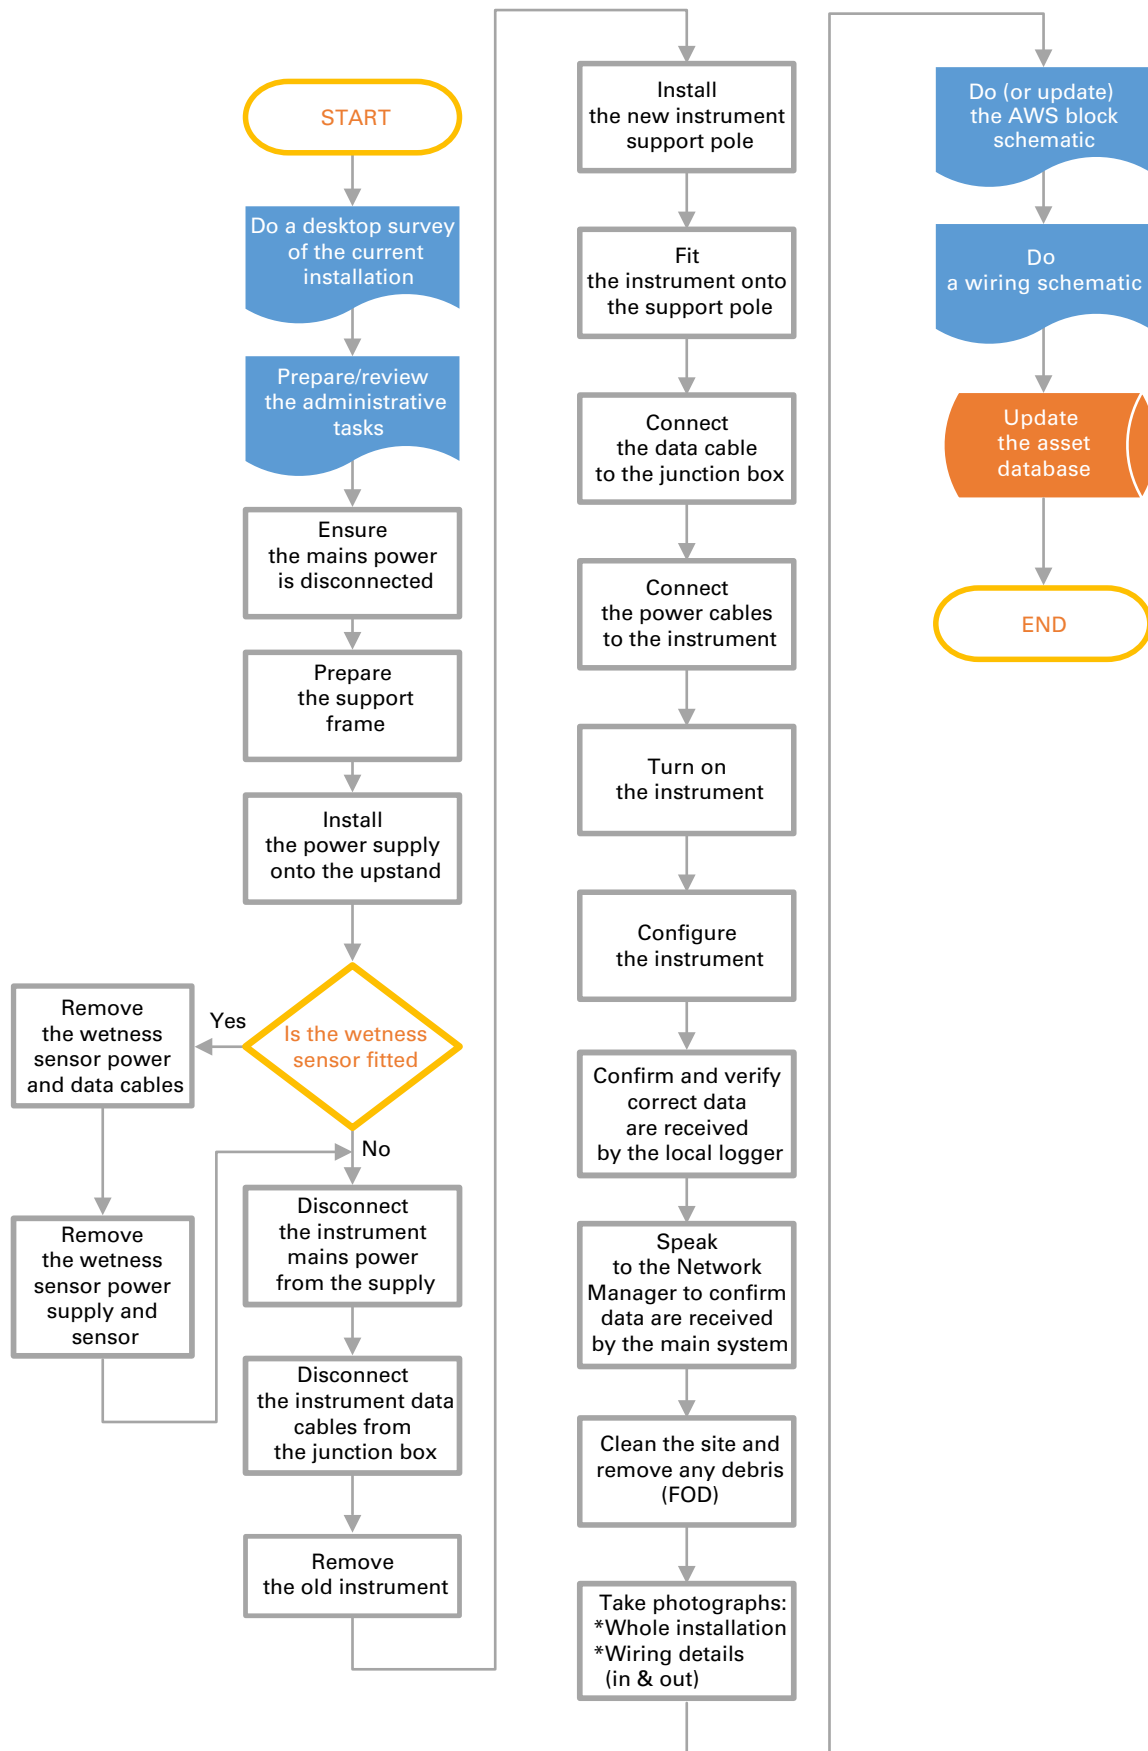 START
Do a desktop survey
of the current
installation
Prepare/review
the administrative
tasks
Ensure
the mains power
is disconnected
Prepare
the support
frame
Install
the power supply
onto the upstand
Is the wetness
sensor fitted
Yes
Remove
the wetness
sensor power
and data cables
Remove
the wetness
sensor power
supply and
sensor
No
Disconnect
the instrument
mains power
from the supply
Disconnect
the instrument data
cables from
the junction box
Remove
the old instrument
Install
the new instrument
support pole
Fit
the instrument onto
the support pole
Connect
the data cable
to the junction box
Connect
the power cables
to the instrument
Turn on
the instrument
Configure
the instrument
Confirm and verify
correct data
are received
by the local logger
Speak
to the Network
Manager to confirm
data are received
by the main system
Clean the site and
remove any debris
(FOD)
Take photographs:
*Whole installation
*Wiring details
(in & out)
Do (or update)
the AWS block
schematic
Do
a wiring schematic
Update
the asset
database
END